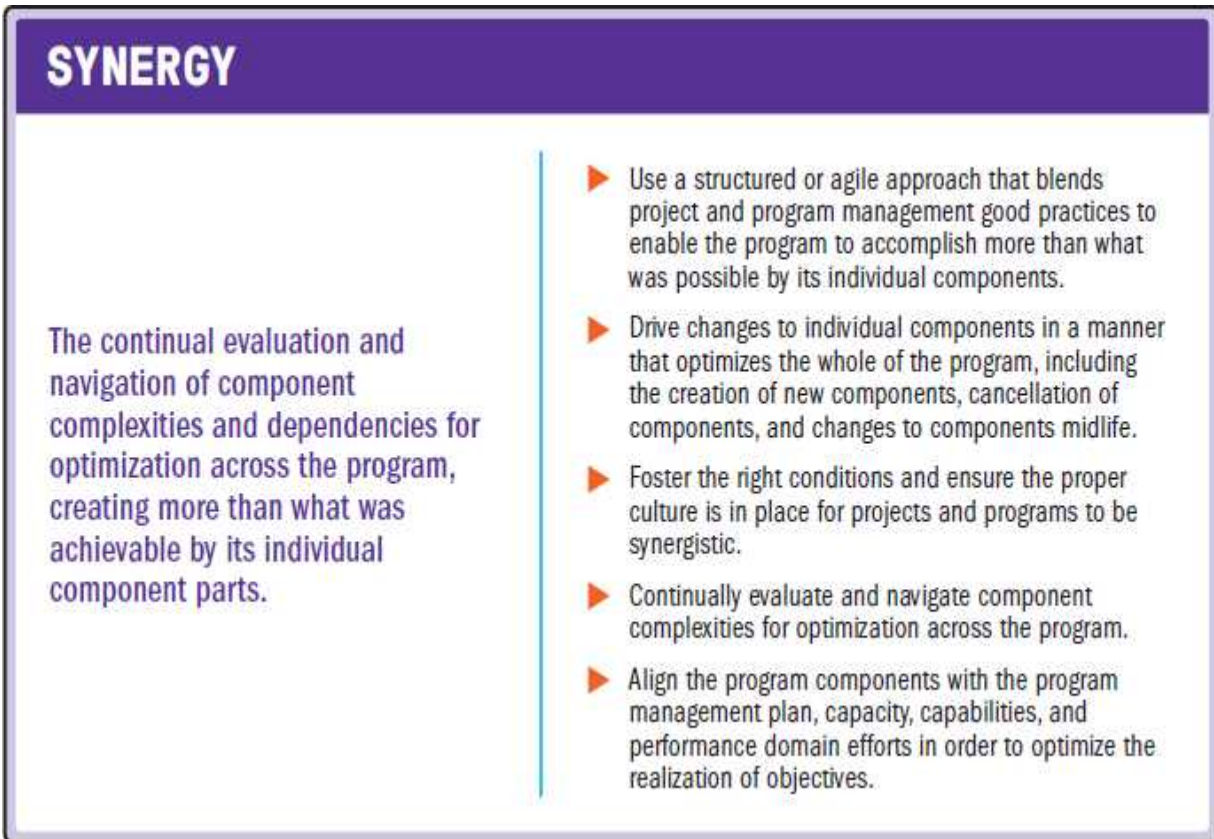 SYNERGY
The continual evaluation and
navigation of component
complexities and dependencies for
optimization across the program,
creating more than what was
achievable by its individual
component parts.
Use a structured or agile approach that blends
project and program management good practices to
enable the program to accomplish more than what
was possible by its individual components.
Drive changes to individual components in a manner
that optimizes the whole of the program, including
the creation of new components, cancellation of
components, and changes to components midlife.
Foster the right conditions and ensure the proper
culture is in place for projects and programs to be
synergistic.
Continually evaluate and navigate component
complexities for optimization across the program.
Align the program components with the program
management plan, capacity, capabilities, and
performance domain efforts in order to optimize the
realization of objectives.